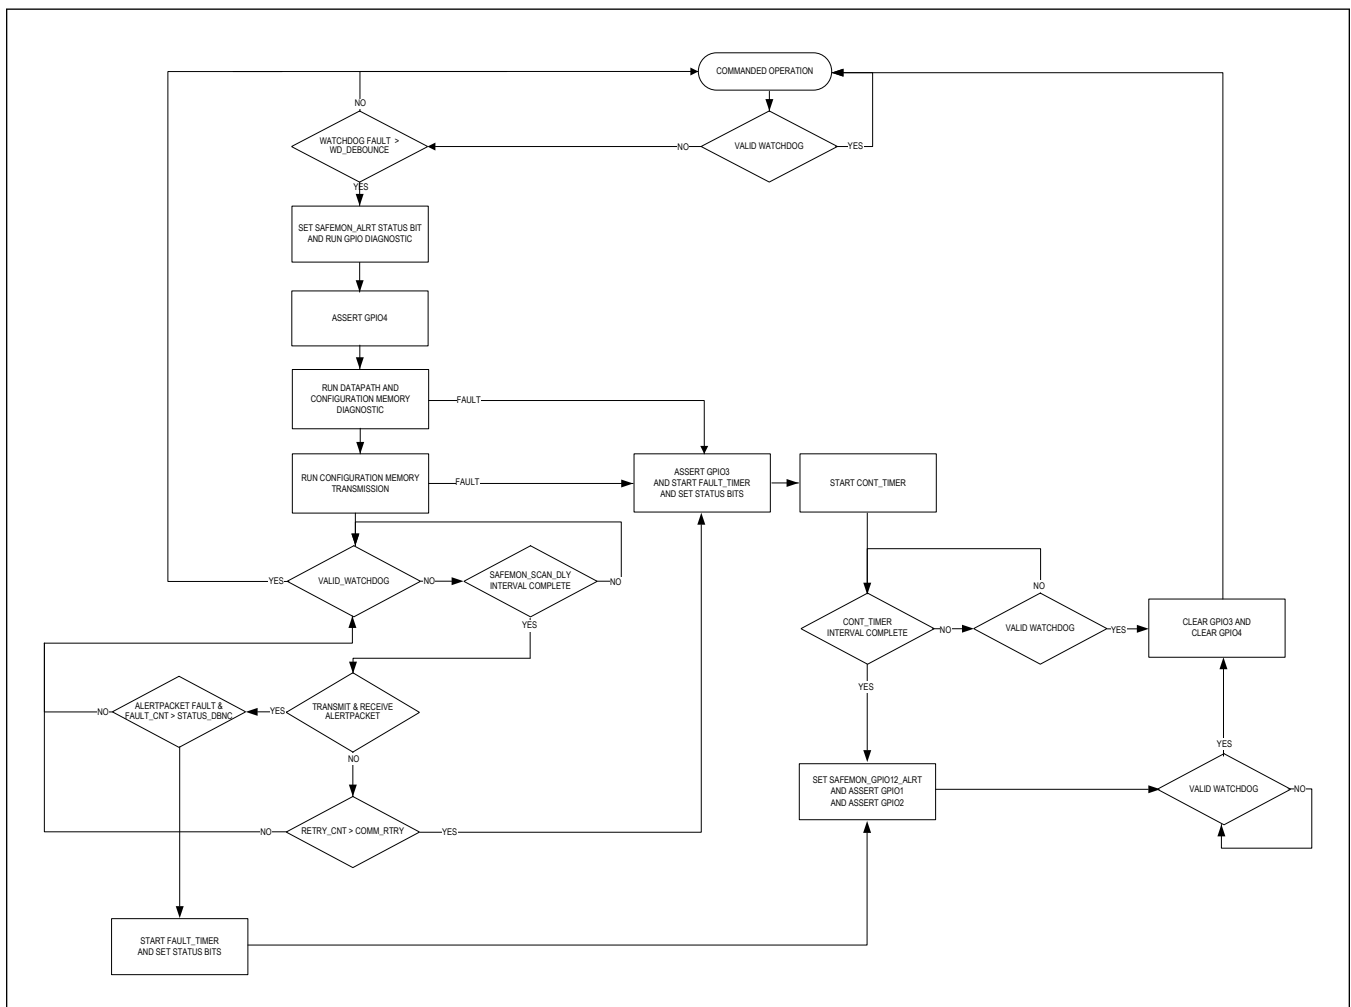 COMMANDED OPERATION
NO
WATCHDOG FAULT >
WD_DEBOUNCE
NO
VALID WATCHDOG
YES
YES
SET SAFEMON_ALRT STATUS BIT
AND RUN GPIO DIAGNOSTIC
ASSERT GPIO4
RUN DATAPATH AND
CONFIGURATION MEMORY
DIAGNOSTIC
FAULT
RUN CONFIGURATION MEMORY
TRANSMISSION
FAULT
ASSERT GPIO3
AND START FAULT_TIMER
AND SET STATUS BITS
START CONT_TIMER
YES
VALID_WATCHDOG
NO
SAFEMON_SCAN_DLY
INTERVAL COMPLETE
NO
YES
NO
CONT_TIMER
INTERVAL COMPLETE
NO
VALID WATCHDOG
YES
CLEAR GPIO3 AND
CLEAR GPIO4
YES
NO
ALERTPACKET FAULT &
FAULT_CNT > STATUS_DBNC
YES
TRANSMIT & RECEIVE
ALERTPACKET
NO
YES
SET SAFEMON_GPIO12_ALRT
AND ASSERT GPIO1
AND ASSERT GPIO2
VALID WATCHDOG
NO
NO
RETRY_CNT > COMM_RTRY
YES
START FAULT_TIMER
AND SET STATUS BITS